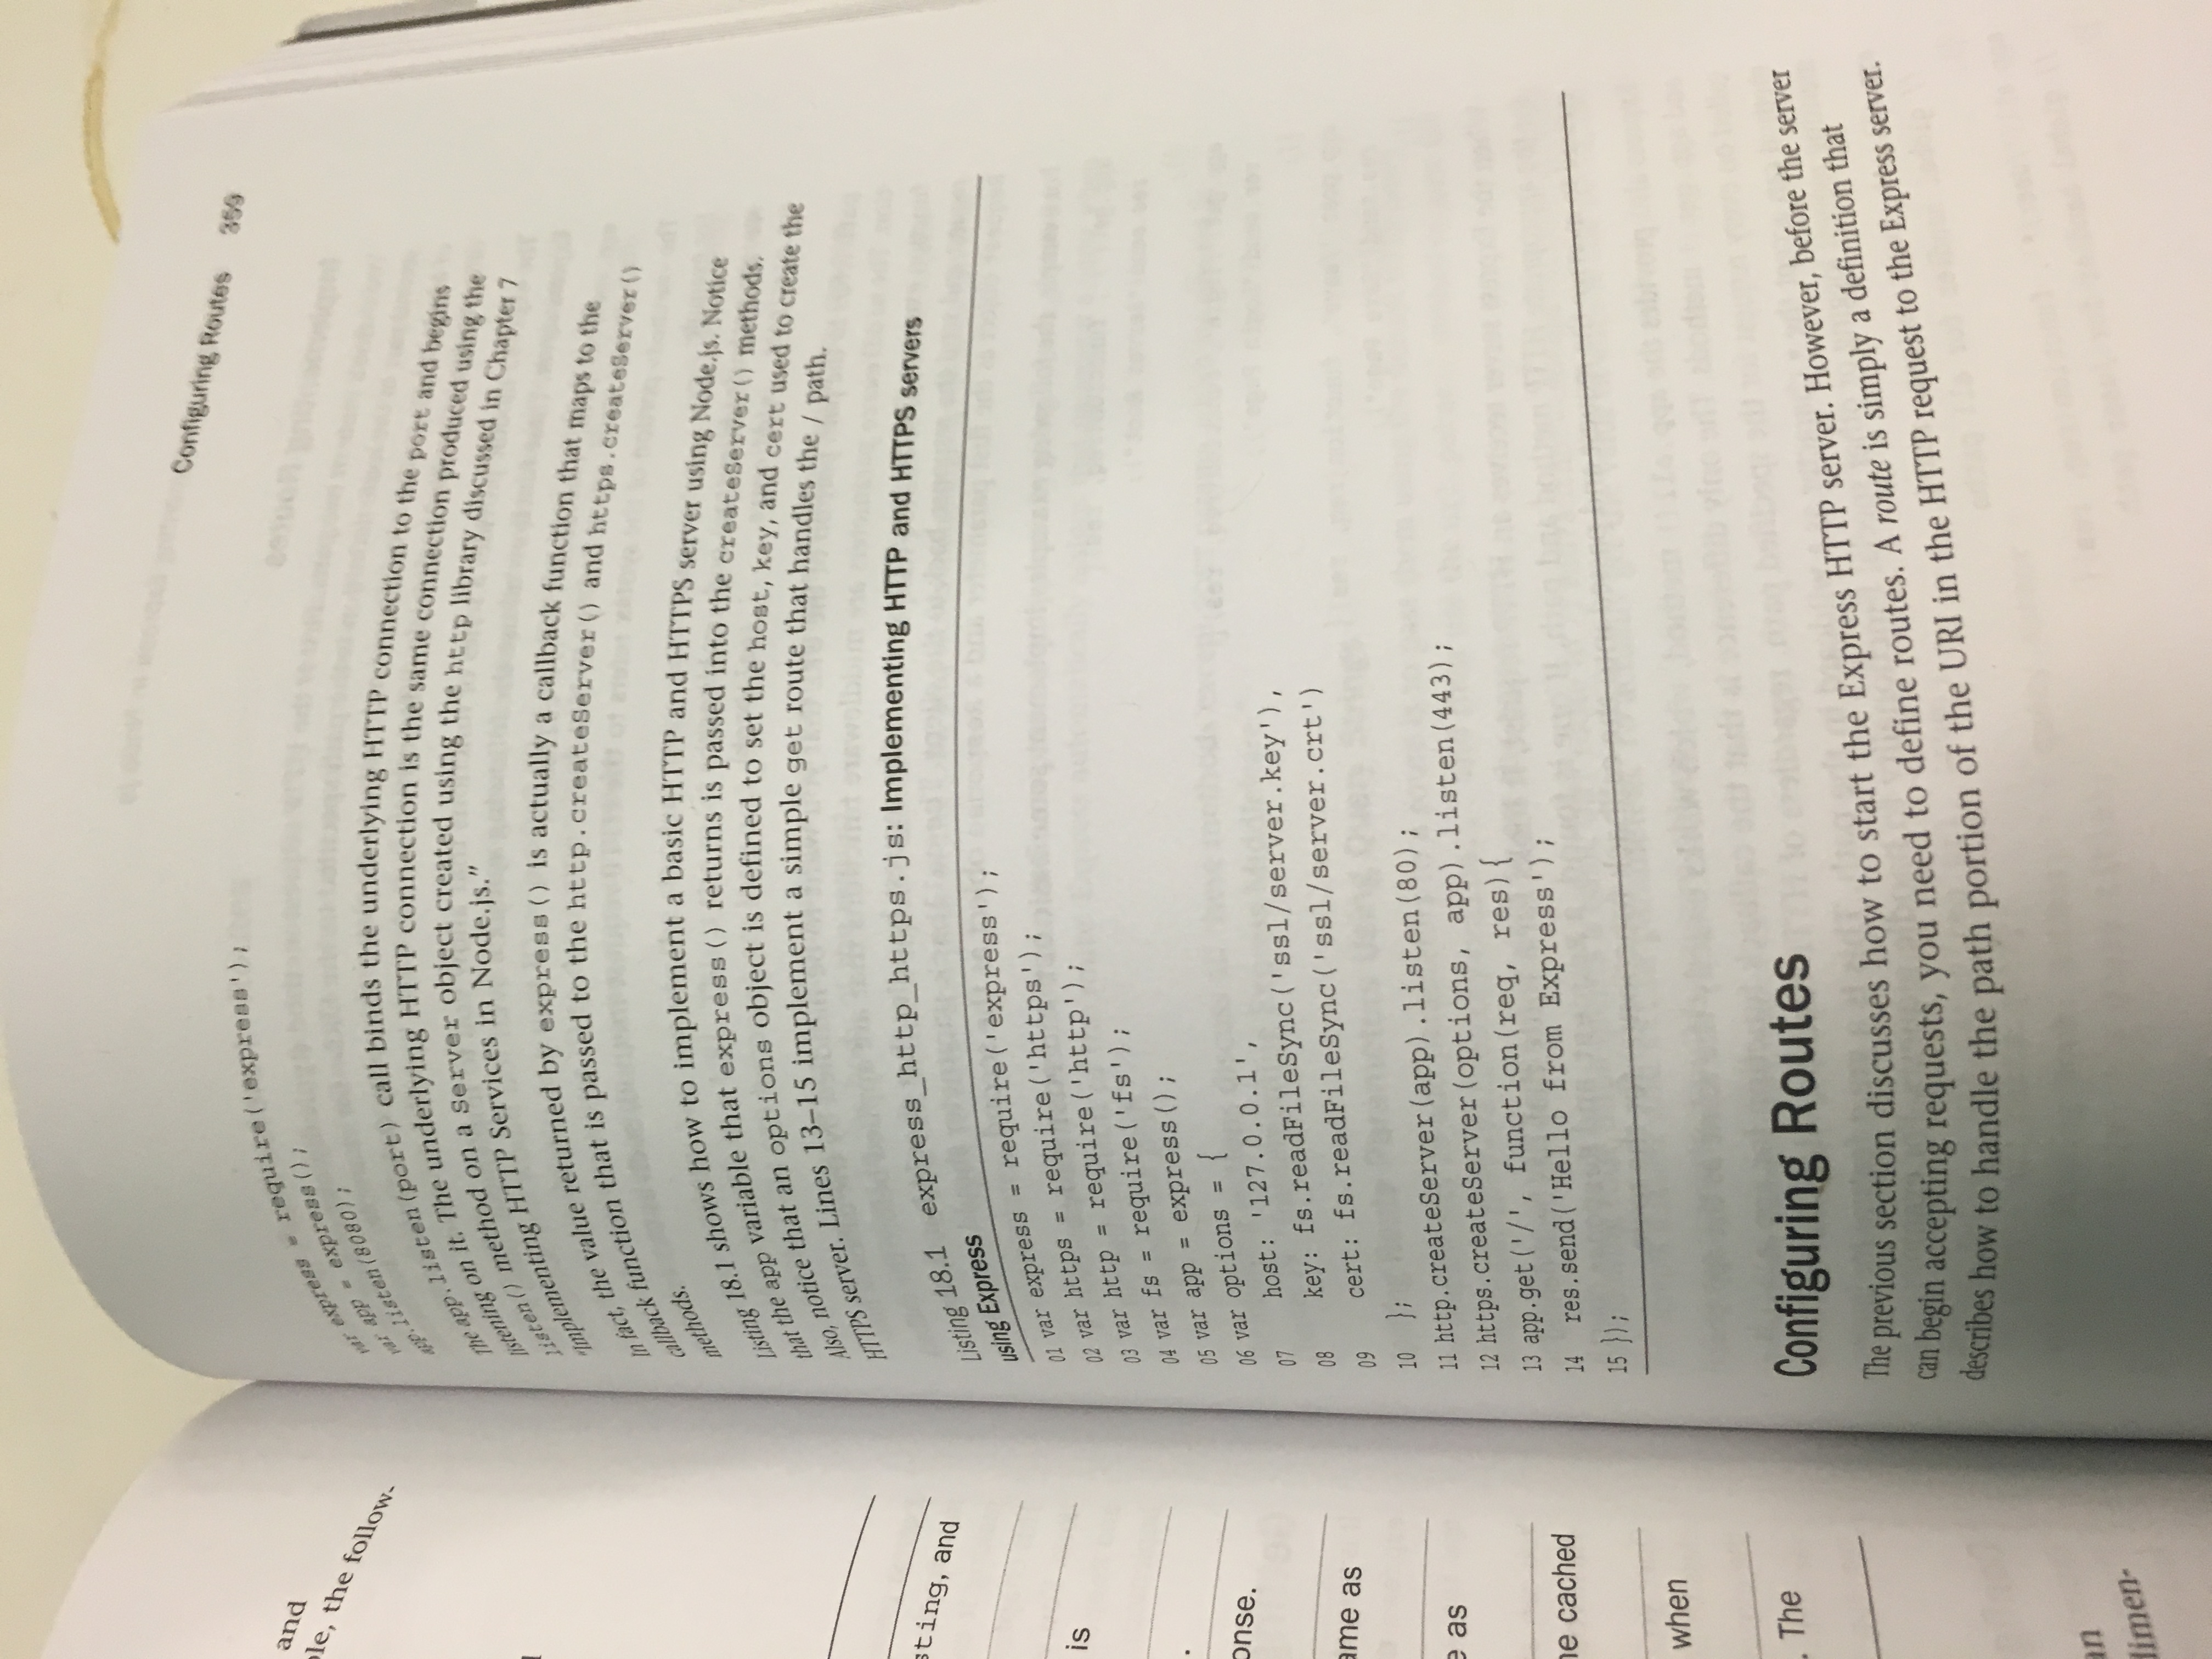 and
le, the follow-
sting, and
is
onse.
ame as
e as
he cached
when
. The
an
dimen-
Configuring Routes 359
var express = require('express');
var app = express();
app.listen(8080);
The app.listen(port) call binds the underlying HTTP connection to the port and begins
listening on it. The underlying HTTP connection is the same connection produced using the
listen() method on a Server object created using the http library discussed in Chapter 7
"Implementing HTTP Services in Node.js."
In fact, the value returned by express() is actually a callback function that maps to the
callback function that is passed to the http.createServer() and https.createServer()
methods.
Listing 18.1 shows how to implement a basic HTTP and HTTPS server using Node.js. Notice
that the app variable that express() returns is passed into the createServer() methods.
Also, notice that an options object is defined to set the host, key, and cert used to create the
HTTPS server. Lines 13–15 implement a simple get route that handles the / path.
Listing 18.1 express_http_https.js: Implementing HTTP and HTTPS servers
using Express
01 var express = require('express');
02 var https = require('https');
03 var http = require('http');
04 var fs = require('fs');
05 var app = express();
06 var options = {
07 host: '127.0.0.1',
08 key: fs.readFileSync('ssl/server.key'),
09 cert: fs.readFileSync('ssl/server.crt')
10 };
11 http.createServer(app).listen(80);
12 https.createServer(options, app).listen(443);
13 app.get('/', function(req, res){
14 res.send('Hello from Express');
15 });
Configuring Routes
The previous section discusses how to start the Express HTTP server. However, before the server
can begin accepting requests, you need to define routes. A route is simply a definition that
describes how to handle the path portion of the URI in the HTTP request to the Express server.